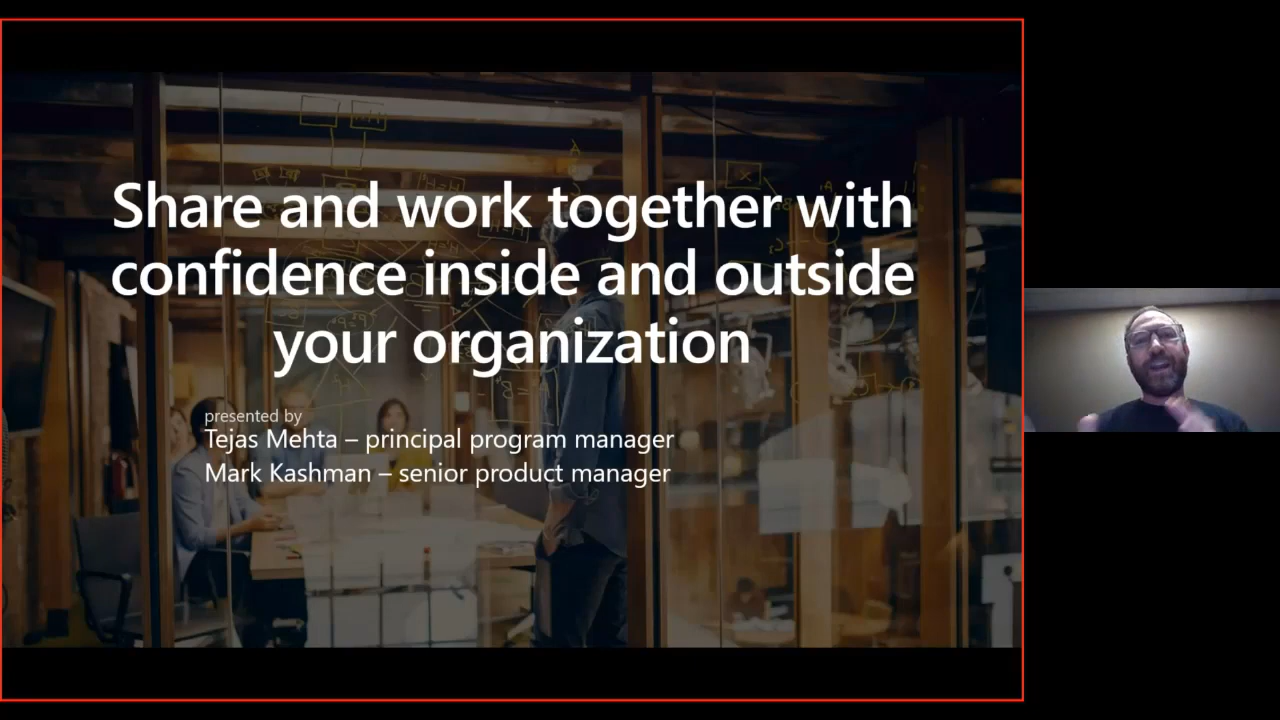 Share and work together with
confidence inside and outside
your organization
presented by
Tejas Mehta – principal program manager
Mark Kashman – senior product manager